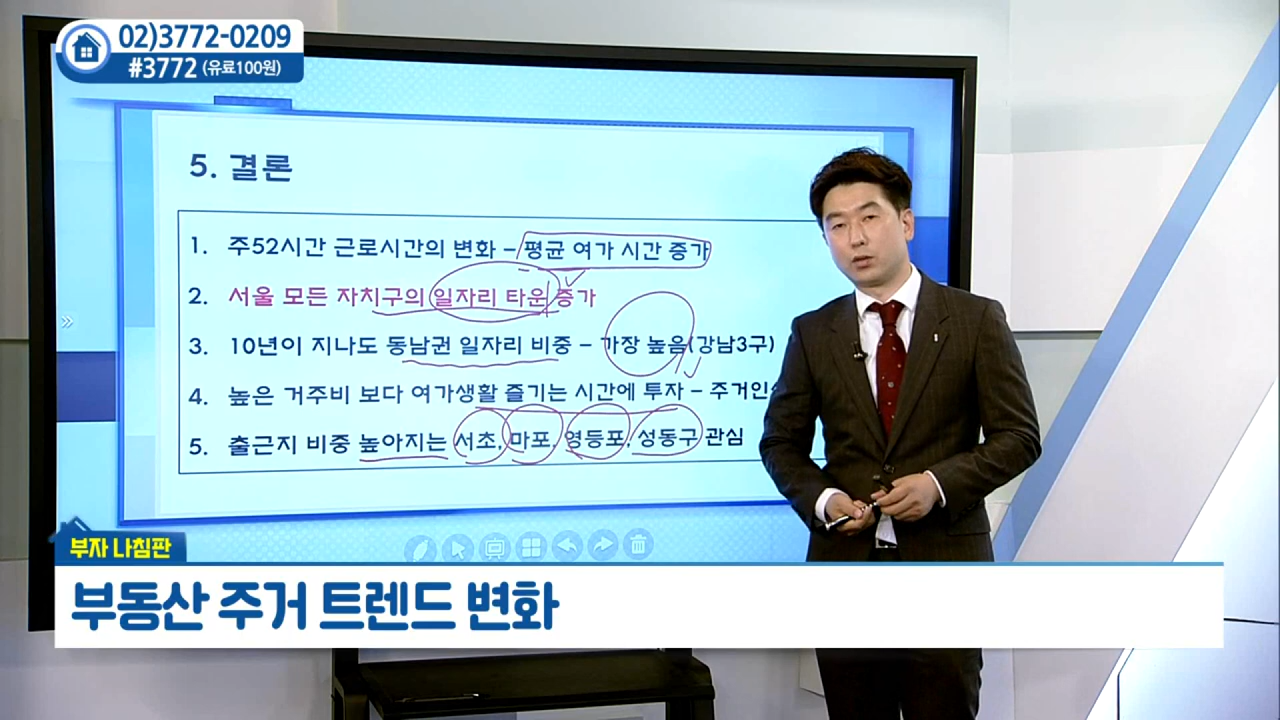 02)3772-0209
#3772 (유료100원)
5. 결론
1. 주52시간 근로시간의 변화 – 평균 여가 시간 증가
2. 서울 모든 자치구의 일자리 타운 증가
3. 10년이 지나도 동남권 일자리 비중 – 가장 높음(강남3구)
4. 높은 거주비 보다 여가생활 즐기는 시간에 투자 –
5. 출근지 비중 높아지는 서초, 마포, 영등포, 성동구 관심
부자 나침판
부동산 주거 트렌드 변화